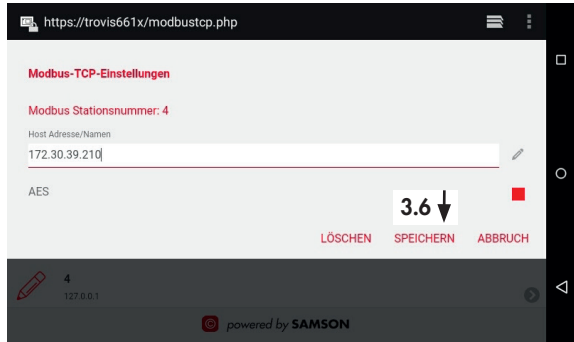 https://trovis661x/modbustcp.php
Modbus-TCP-Einstellungen
Modbus Stationsnummer: 4
Host Adresse/Namen
172.30.39.210
AES
3.6
LÖSCHEN SPEICHERN ABBRUCH
4
127.0.0.1
© powered by SAMSON